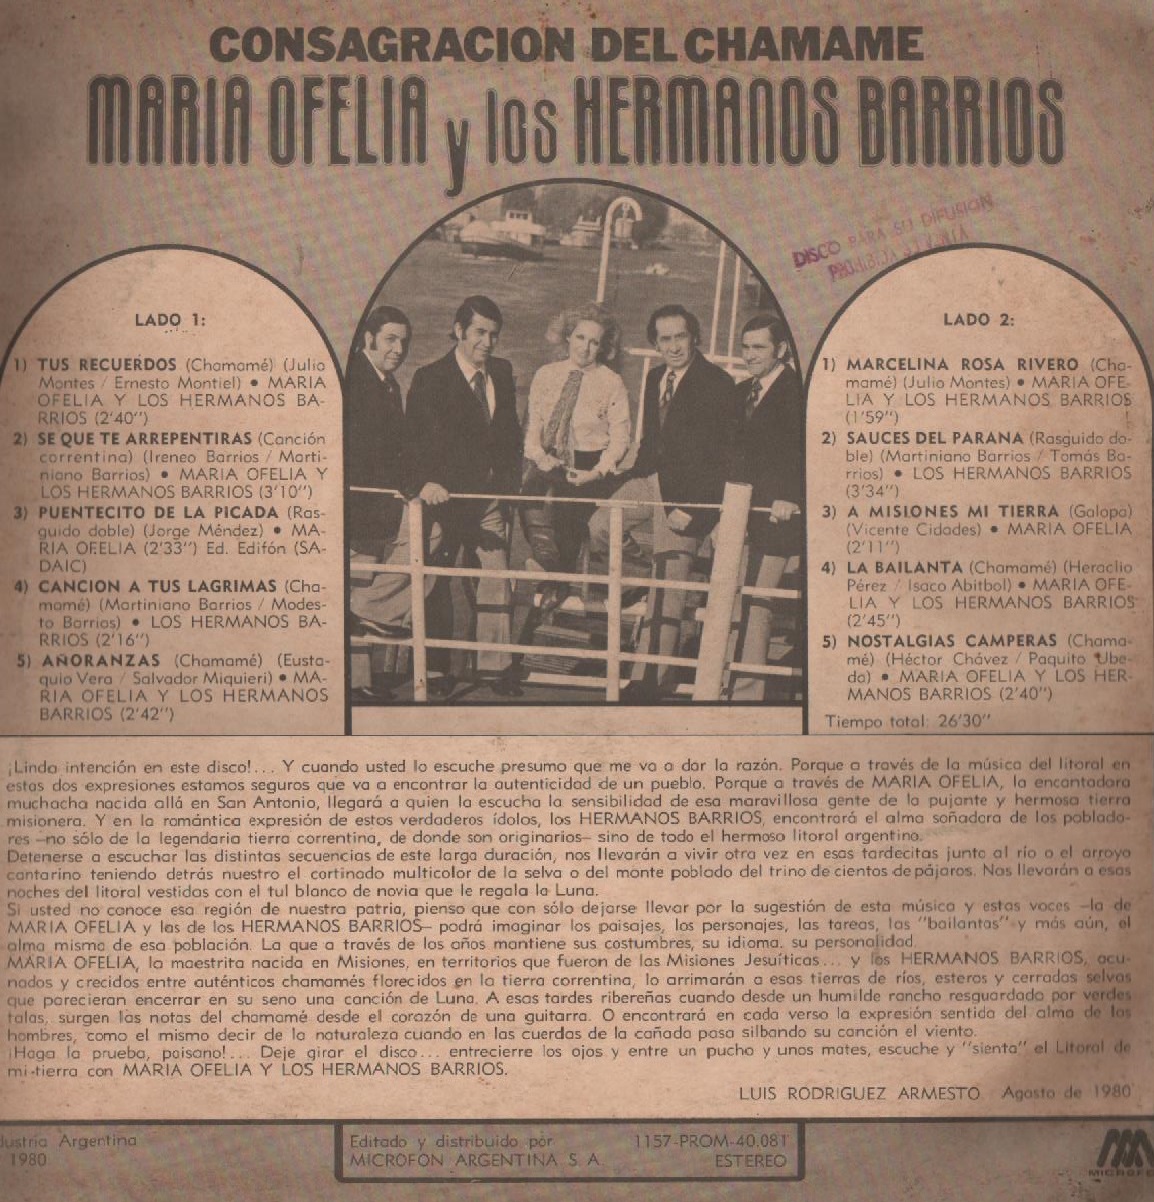 CONSAGRACION DEL CHAMAME
MARIA OFELIA y los HERMANOS BARRIOS
DISCO PARA SU DIFUSION
LADO 1:
1) TUS RECUERDOS (Chamamé) (Julio
Montes / Ernesto Montiel) • MARIA
OFELIA Y LOS HERMANOS BA-
RRIOS (2'40'')
2) SE QUE TE ARREPENTIRAS (Canción
correntina) (Ireneo Barrios / Marti-
niano Barrios) • MARIA OFELIA Y
LOS HERMANOS BARRIOS (3'10'')
3) PUENTECITO DE LA PICADA (Ras-
guido doble) (Jorge Méndez) • MA-
RIA OFELIA (2'33'') Ed. Edifón (SA-
DAIC)
4) CANCION A TUS LAGRIMAS (Cha-
mamé) (Martiniano Barrios / Modes-
to Barrios) • LOS HERMANOS BA-
RRIOS (2'16'')
5) AÑORANZAS (Chamamé) (Eusta-
quio Vera / Salvador Miquieri) • MA-
RIA OFELIA Y LOS HERMANOS
BARRIOS (2'42'')
LADO 2:
1) MARCELINA ROSA RIVERO (Cha-
mamé) (Julio Montes) • MARIA OFE-
LIA Y LOS HERMANOS BARRIOS
(1'59'')
2) SAUCES DEL PARANA (Rasguido do-
ble) (Martiniano Barrios / Tomás Ba-
rrios) • LOS HERMANOS BARRIOS
(3'34'')
3) A MISIONES MI TIERRA (Galopa)
(Vicente Cidades) • MARIA OFELIA
(2'11'')
4) LA BAILANTA (Chamamé) (Heraclio
Pérez / Isaco Abitbol) • MARIA OFE-
LIA Y LOS HERMANOS BARRIOS
(2'45'')
5) NOSTALGIAS CAMPERAS (Chama-
mé) (Héctor Chávez / Paquito Ube-
da) • MARIA OFELIA Y LOS HER-
MANOS BARRIOS (2'40'')
Tiempo total: 26'30''
¡Linda intención en este disco!... Y cuando usted lo escuche presumo que me va a dar la razón. Porque a través de la música del litoral en
estas dos expresiones estamos seguros que va a encontrar la autenticidad de un pueblo. Porque a través de MARIA OFELIA, la encantadora
muchacha nacida allá en San Antonio, llegará a quien la escucha la sensibilidad de esa maravillosa gente de la pujante y hermosa tierra
misionera. Y en la romántica expresión de estos verdaderos ídolos, los HERMANOS BARRIOS, encontrará el alma soñadora de los poblado-
res —no sólo de la legendaria tierra correntina, de donde son originarios— sino de todo el hermoso litoral argentino.
Detenerse a escuchar las distintas secuencias de este larga duración, nos llevarán a vivir otra vez en esas tardecitas junto al río o el arroyo
cantarino teniendo detrás nuestro el cortinado multicolor de la selva o del monte poblado del trino de cientos de pájaros. Nos llevarán a esas
noches del litoral vestidas con el tul blanco de novia que le regala la Luna.
Si usted no conoce esa región de nuestra patria, pienso que con sólo dejarse llevar por la sugestión de esta música y estas voces —la de
MARIA OFELIA y las de los HERMANOS BARRIOS— podrá imaginar los paisajes, los personajes, las tareas, las "bailantas" y más aún, el
alma misma de esa población. La que a través de los años mantiene sus costumbres, su idioma. su personalidad.
MARIA OFELIA, la maestrita nacida en Misiones, en territorios que fueron de las Misiones Jesuíticas... y los HERMANOS BARRIOS, acu-
nados y crecidos entre auténticos chamamés florecidos en la tierra correntina, lo arrimarán a esas tierras de ríos, esteros y cerradas selvas
que parecieran encerrar en su seno una canción de Luna. A esas tardes ribereñas cuando desde un humilde rancho resguardado por verdes
talas, surgen las notas del chamamé desde el corazón de una guitarra. O encontrará en cada verso la expresión sentida del alma de los
hombres, como el mismo decir de la naturaleza cuando en las cuerdas de la cañada pasa silbando su canción el viento.
¡Haga la prueba, paisano!... Deje girar el disco... entrecierre los ojos y entre un pucho y unos mates, escuche y "sienta" el Litoral de
mi tierra con MARIA OFELIA Y LOS HERMANOS BARRIOS.
LUIS RODRIGUEZ ARMESTO Agosto de 1980
dustria Argentina
1980
Editado y distribuido por
MICROFON ARGENTINA S. A.
1157-PROM-40.081
ESTEREO
MICROF